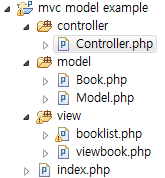 mvc model example
controller
Controller.php
model
Book.php
Model.php
view
booklist.php
viewbook.php
index.php